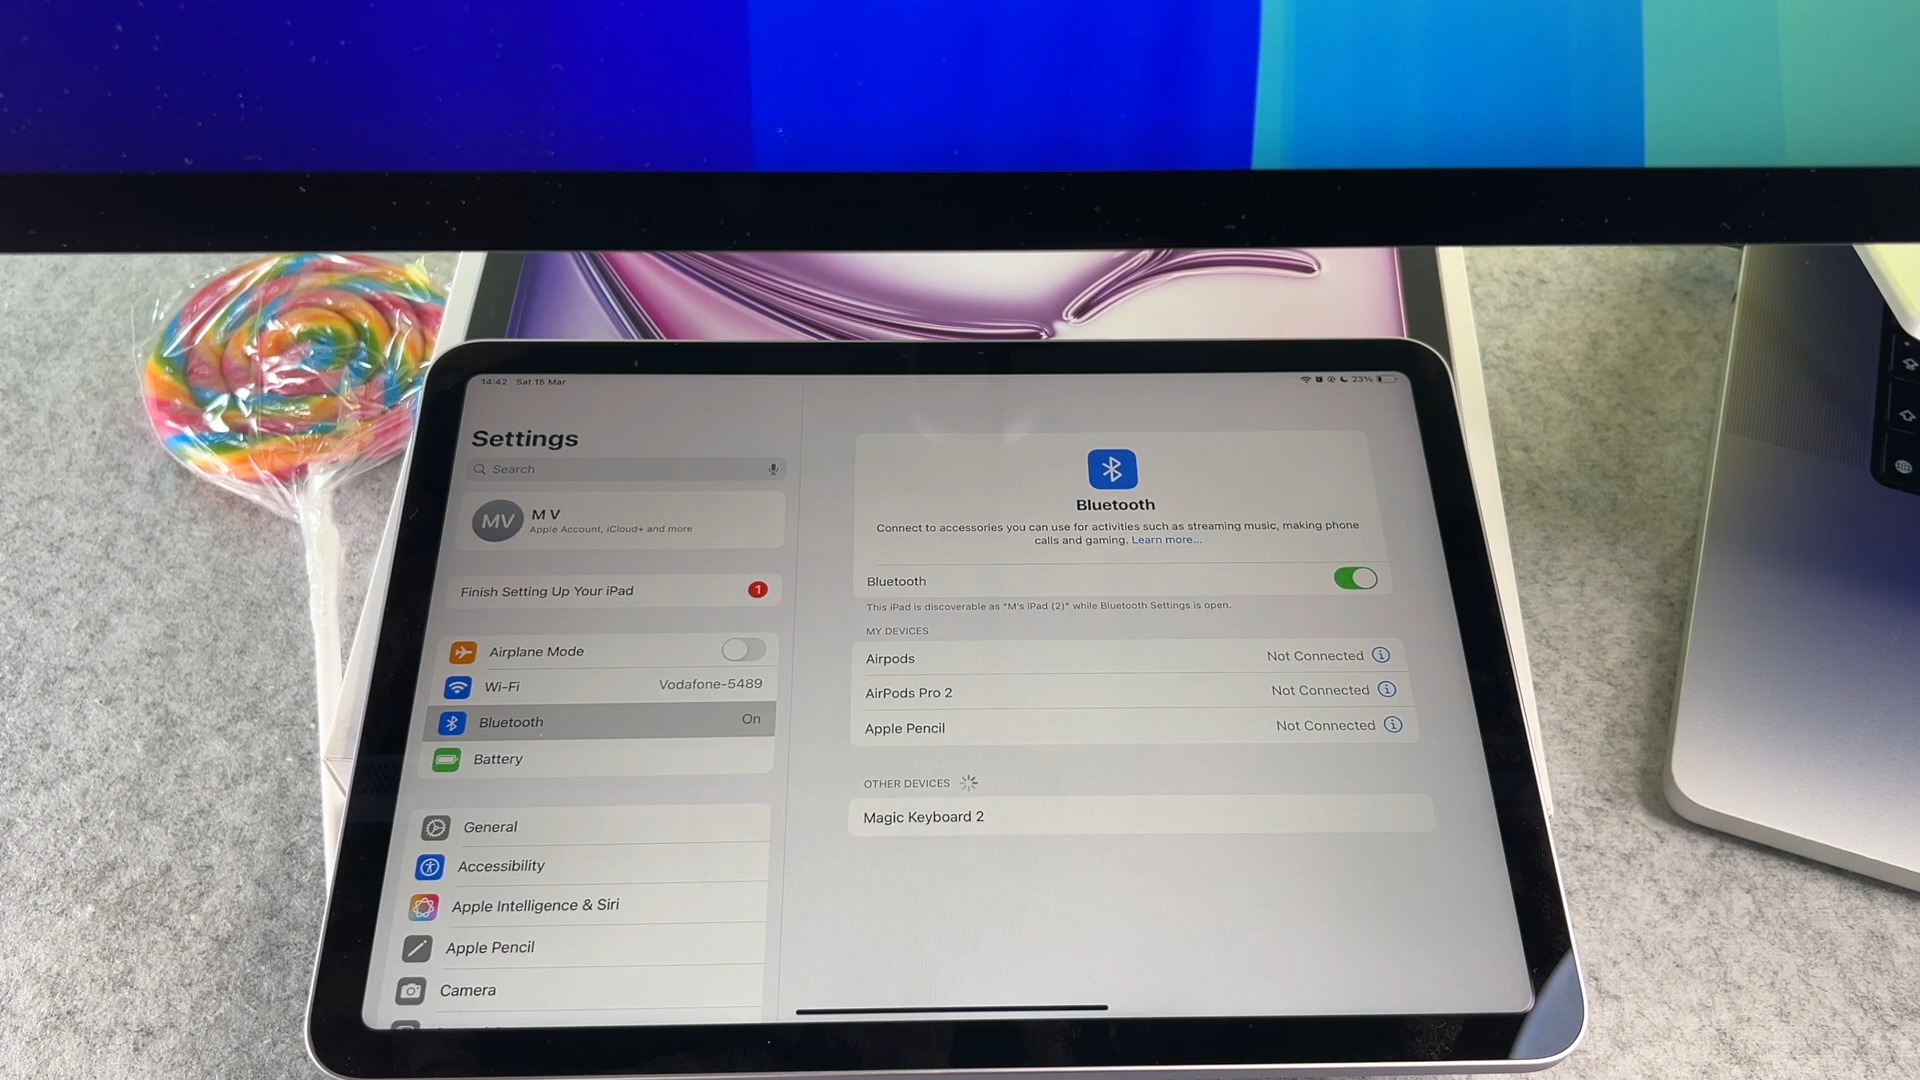 14:42 Sat 15 Mar
23%
Settings
Search
MV
M V
Apple Account, iCloud+ and more
Finish Setting Up Your iPad
1
Airplane Mode
Wi-Fi
Vodafone-5489
Bluetooth
On
Battery
General
Accessibility
Apple Intelligence & Siri
Apple Pencil
Camera
Bluetooth
Connect to accessories you can use for activities such as streaming music, making phone
calls and gaming. Learn more...
Bluetooth
This iPad is discoverable as “M’s iPad (2)” while Bluetooth Settings is open.
MY DEVICES
Airpods
Not Connected
AirPods Pro 2
Not Connected
Apple Pencil
Not Connected
OTHER DEVICES
Magic Keyboard 2